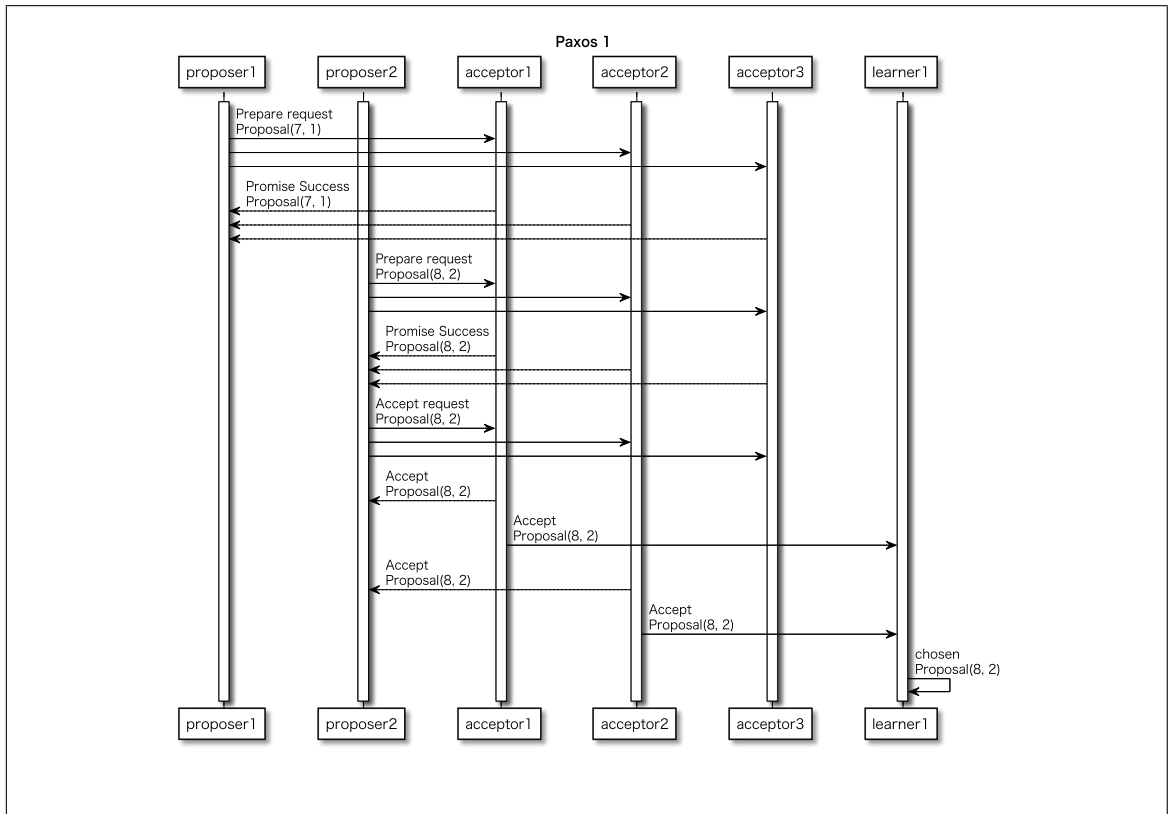 Paxos 1
proposer1
proposer2
acceptor1
acceptor2
acceptor3
learner1
Prepare request
Proposal(7, 1)
Promise Success
Proposal(7, 1)
Prepare request
Proposal(8, 2)
Promise Success
Proposal(8, 2)
Accept request
Proposal(8, 2)
Accept
Proposal(8, 2)
Accept
Proposal(8, 2)
Accept
Proposal(8, 2)
Accept
Proposal(8, 2)
chosen
Proposal(8, 2)
proposer1
proposer2
acceptor1
acceptor2
acceptor3
learner1